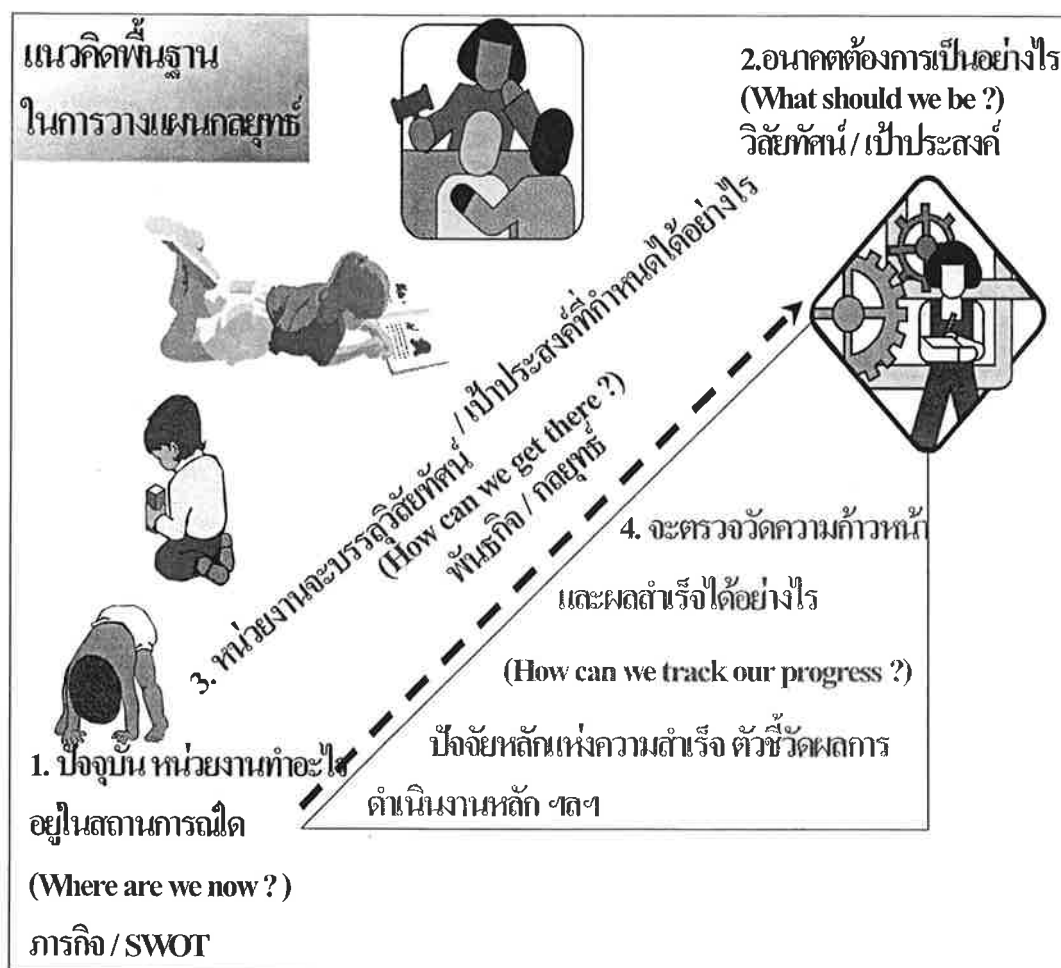 แนวคิดพื้นฐาน
ในการวางแผนกลยุทธ์
2.อนาคตต้องการเป็นอย่างไร
(What should we be ?)
วิสัยทัศน์ / เป้าประสงค์
3. หน่วยงานจะบรรลุวิสัยทัศน์ / เป้าประสงค์ที่กำหนดได้อย่างไร
(How can we get there ?)
พันธกิจ / กลยุทธ์
4. จะตรวจวัดความก้าวหน้า
และผลสำเร็จได้อย่างไร
(How can we track our progress ?)
ปัจจัยหลักแห่งความสำเร็จ ตัวชี้วัดผลการ
ดำเนินงานหลัก ฯลฯ
1. ปัจจุบัน หน่วยงานทำอะไร
อยู่ในสถานการณ์ใด
(Where are we now ? )
ภารกิจ / SWOT